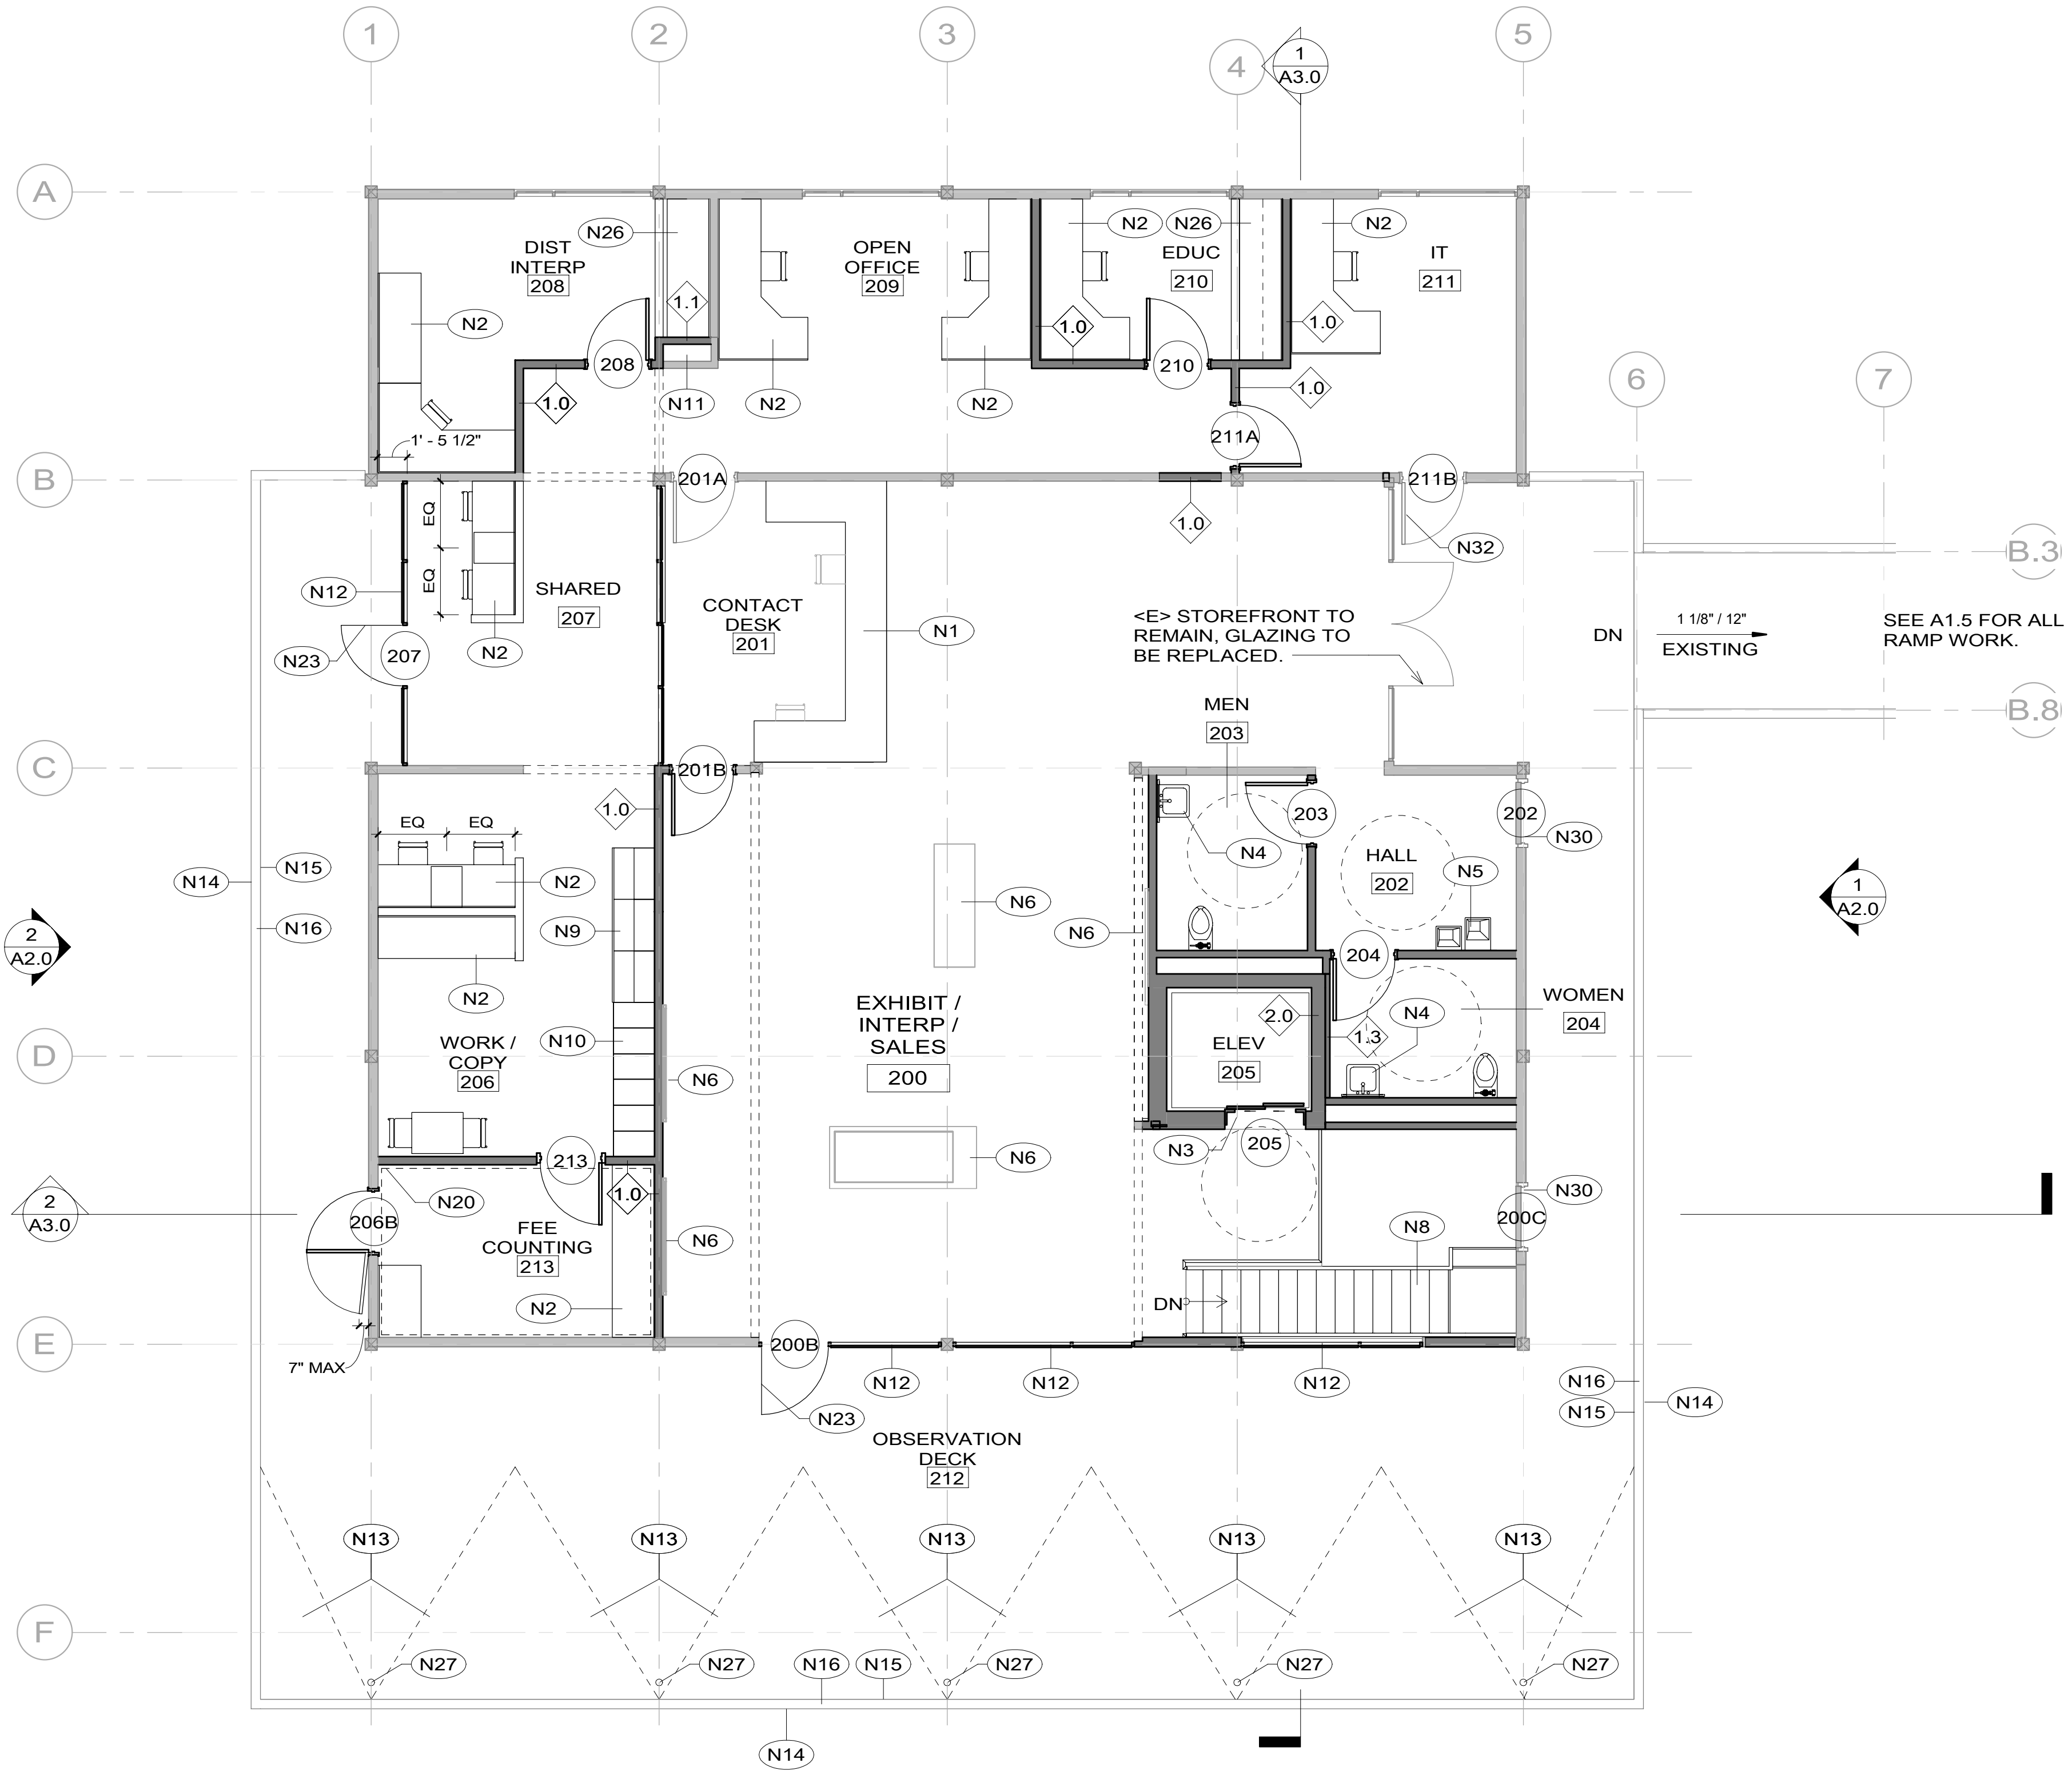 1
2
3
4
5
1
A3.0
A
N26
DIST
INTERP
208
OPEN
OFFICE
209
N2
N26
EDUC
210
N2
IT
211
N2
1.1
1.0
1.0
208
210
6
7
1.0
N11
N2
N2
1.0
211A
1' - 5 1/2"
B
201A
211B
EQ
EQ
1.0
N32
B.3
N12
SHARED
207
CONTACT
DESK
201
N1
<E> STOREFRONT TO
REMAIN, GLAZING TO
BE REPLACED.
DN
1 1/8" / 12"
EXISTING
SEE A1.5 FOR ALL
RAMP WORK.
N23
207
N2
MEN
203
B.8
C
201B
1.0
203
202
N30
EQ
EQ
N4
HALL
202
N5
N15
N14
N2
N9
N6
N6
1
A2.0
N16
2
A2.0
204
N2
EXHIBIT /
INTERP /
SALES
200
WOMEN
204
N4
2.0
1.3
WORK /
COPY
206
N10
ELEV
205
D
N6
N3
205
N6
213
1.0
N20
N30
2
A3.0
206B
FEE
COUNTING
213
N6
N8
200C
N2
DN
E
200B
7" MAX
N12
N12
N12
N16
N15
N14
N23
OBSERVATION
DECK
212
N13
N13
N13
N13
N13
F
N27
N27
N16
N15
N27
N27
N27
N14